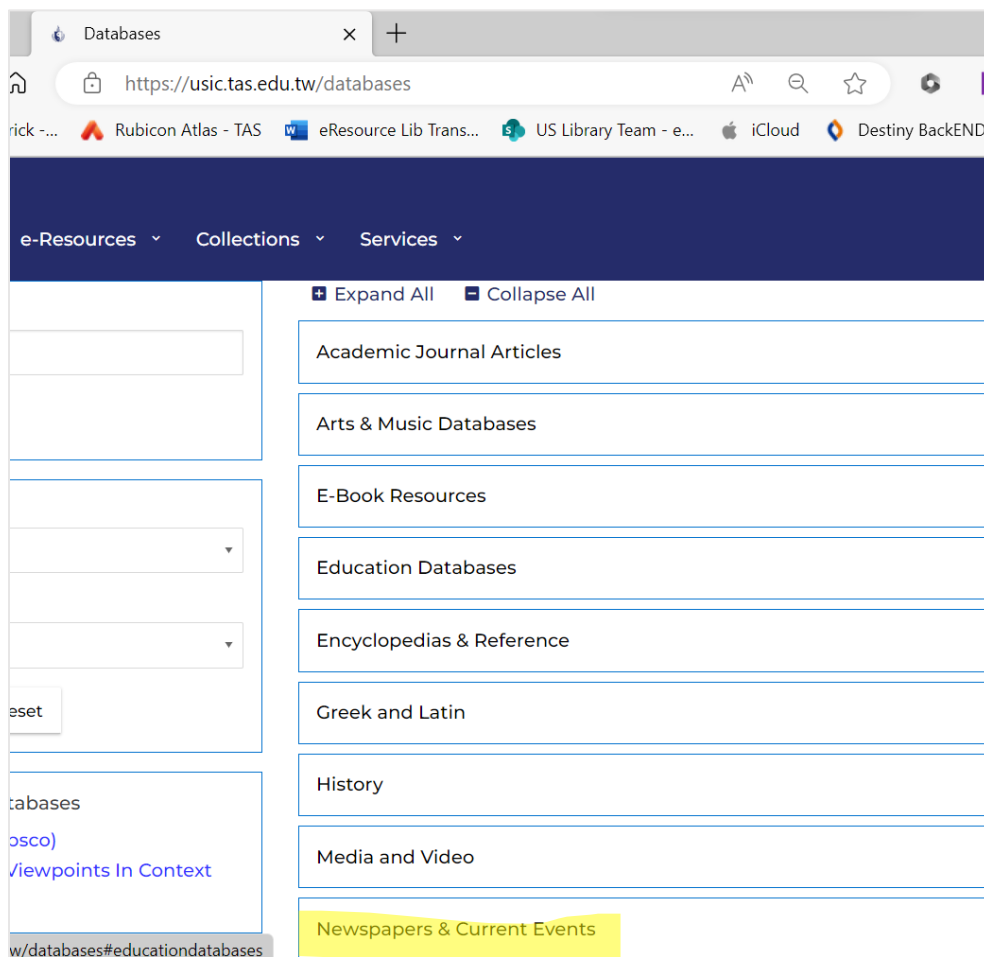 Databases
https://usic.tas.edu.tw/databases
rick -... Rubicon Atlas - TAS eResource Lib Trans... US Library Team - e... iCloud Destiny BackEND
e-Resources Collections Services
Expand All Collapse All
Academic Journal Articles
Arts & Music Databases
E-Book Resources
Education Databases
Encyclopedias & Reference
Greek and Latin
eset
History
tabases
osco)
Viewpoints In Context
Media and Video
Newspapers & Current Events
w/databases#educationdatabases